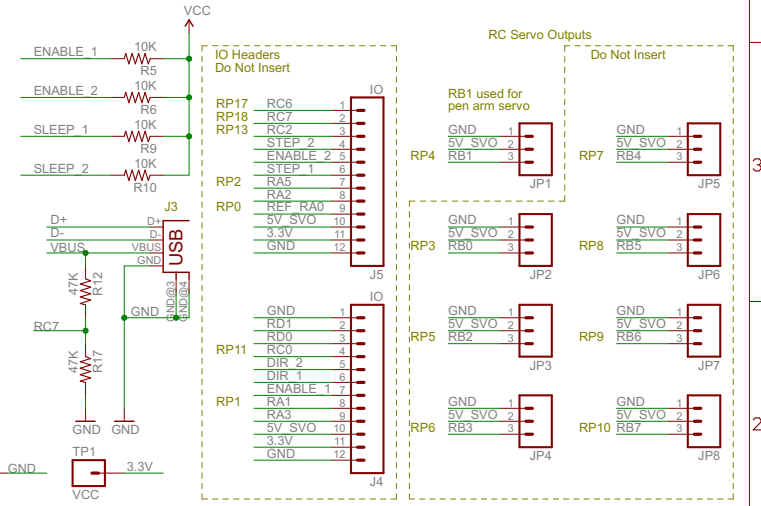 VCC
ENABLE_1
10K
R5
ENABLE_2
10K
R6
SLEEP_1
10K
R9
SLEEP_2
10K
R10
J3
D+ D+
D- D-
VBUS VBUS
GND
USB
GND@3
GND@4
47K
R12
GND
RC7
47K
R17
GND GND
TP1
GND
3.3V
VCC
IO Headers
Do Not Insert
IO
RP17 RC6 1
RP18 RC7 2
RP13 RC2 3
STEP_2 4
ENABLE_2 5
STEP_1 6
RP2 RA5 7
RA2 8
RP0 REF_RA0 9
5V_SVO 10
3.3V 11
GND 12
J5
IO
GND 1
RD1 2
RD0 3
RP11 RC0 4
DIR_2 5
DIR_1 6
ENABLE_1 7
RP1 RA1 8
RA3 9
5V_SVO 10
3.3V 11
GND 12
J4
RC Servo Outputs
Do Not Insert
RB1 used for
pen arm servo
GND 1
5V_SVO 2
RP4 RB1 3
JP1
GND 1
5V_SVO 2
RP7 RB4 3
JP5
GND 1
5V_SVO 2
RP3 RB0 3
JP2
GND 1
5V_SVO 2
RP8 RB5 3
JP6
GND 1
5V_SVO 2
RP5 RB2 3
JP3
GND 1
5V_SVO 2
RP9 RB6 3
JP7
GND 1
5V_SVO 2
RP6 RB3 3
JP4
GND 1
5V_SVO 2
RP10 RB7 3
JP8
3
2